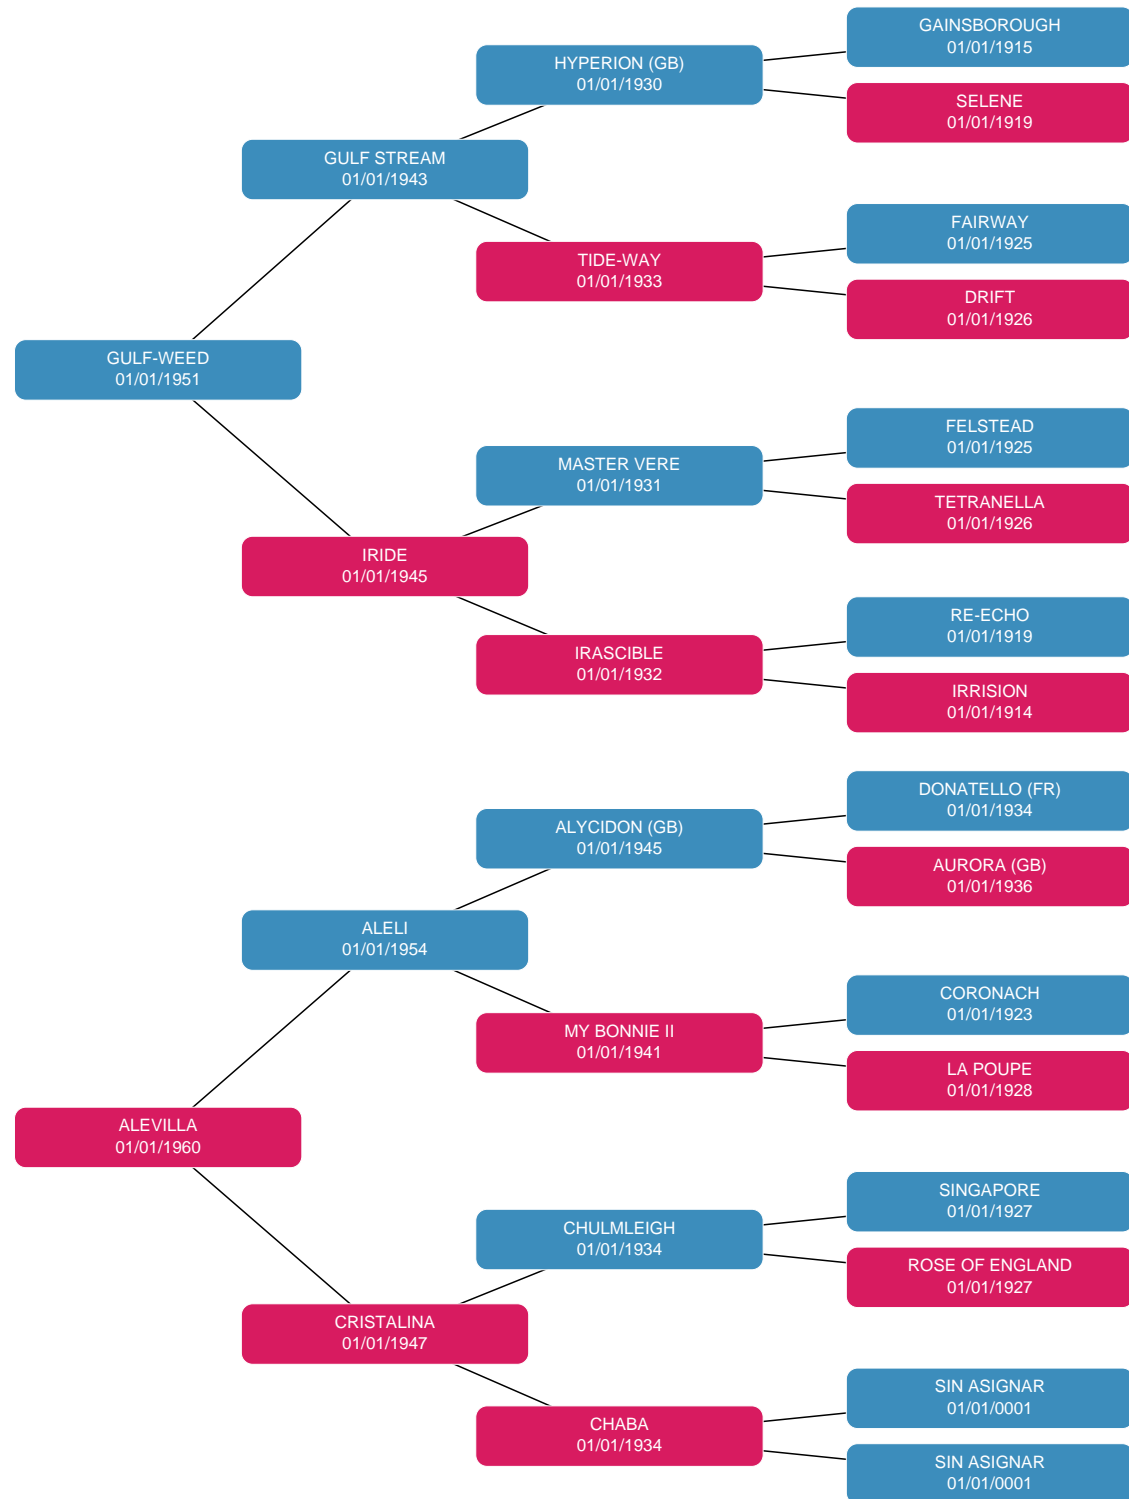 GAINSBOROUGH
01/01/1915
HYPERION (GB)
01/01/1930
SELENE
01/01/1919
GULF STREAM
01/01/1943
FAIRWAY
01/01/1925
TIDE-WAY
01/01/1933
DRIFT
01/01/1926
GULF-WEED
01/01/1951
FELSTEAD
01/01/1925
MASTER VERE
01/01/1931
TETRANELLA
01/01/1926
IRIDE
01/01/1945
RE-ECHO
01/01/1919
IRASCIBLE
01/01/1932
IRRISION
01/01/1914
DONATELLO (FR)
01/01/1934
ALYCIDON (GB)
01/01/1945
AURORA (GB)
01/01/1936
ALELI
01/01/1954
CORONACH
01/01/1923
MY BONNIE II
01/01/1941
LA POUPE
01/01/1928
ALEVILLA
01/01/1960
SINGAPORE
01/01/1927
CHULMLEIGH
01/01/1934
ROSE OF ENGLAND
01/01/1927
CRISTALINA
01/01/1947
SIN ASIGNAR
01/01/0001
CHABA
01/01/1934
SIN ASIGNAR
01/01/0001